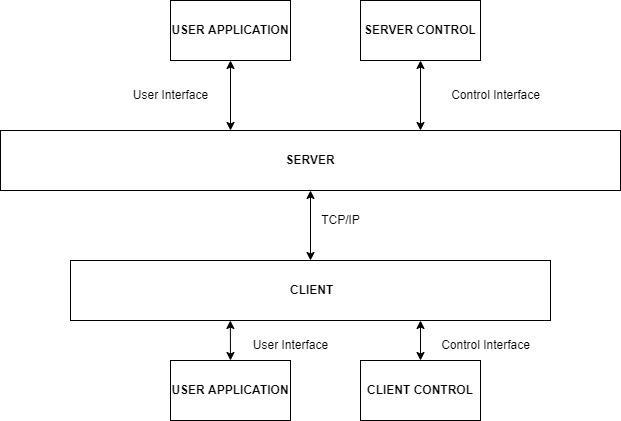 USER APPLICATION
SERVER CONTROL
User Interface
Control Interface
SERVER
TCP/IP
CLIENT
User Interface
Control Interface
USER APPLICATION
CLIENT CONTROL